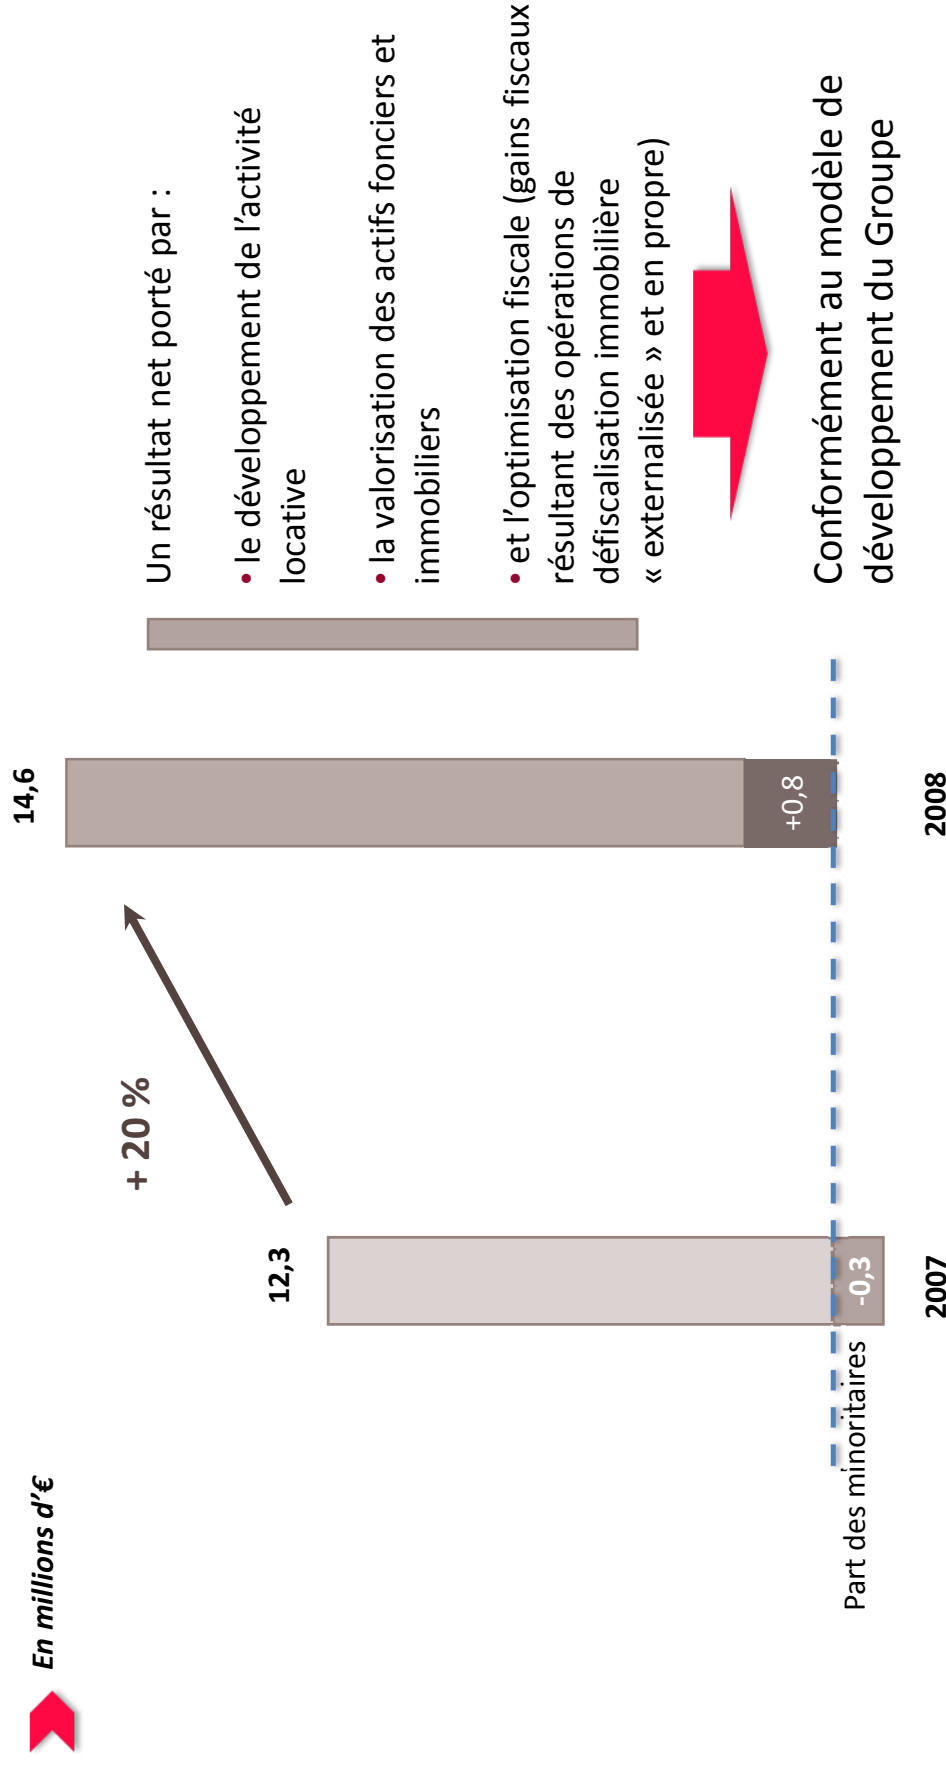 En millions d’€
12,3
+ 20 %
14,6
-0,3
+0,8
Part des minoritaires
2007
2008
Un résultat net porté par :
• le développement de l’activité
locative
• la valorisation des actifs fonciers et
immobiliers
• et l’optimisation fiscale (gains fiscaux
résultant des opérations de
défiscalisation immobilière
« externalisée » et en propre)
Conformément au modèle de
développement du Groupe